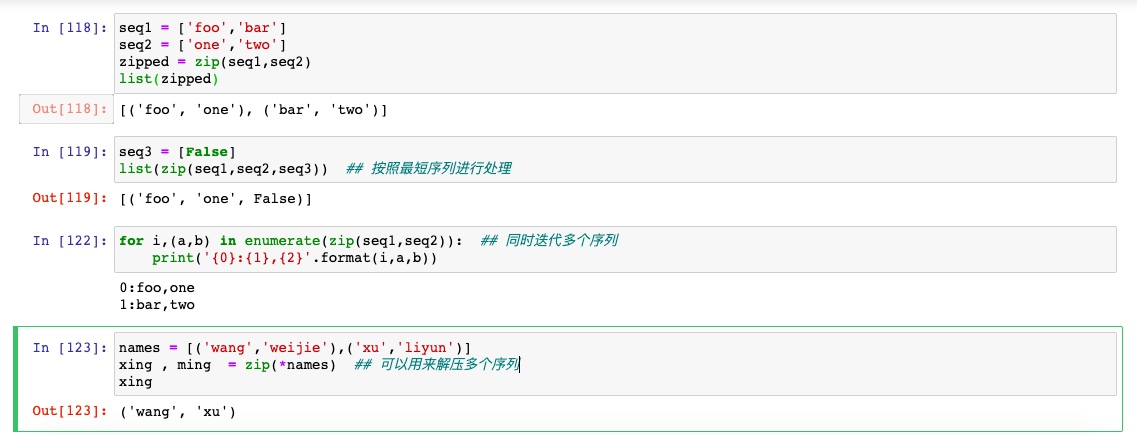 In [118]: seq1 = ['foo','bar']
seq2 = ['one','two']
zipped = zip(seq1,seq2)
list(zipped)
Out[118]: [('foo', 'one'), ('bar', 'two')]
In [119]: seq3 = [False]
list(zip(seq1,seq2,seq3))  ## 按照最短序列进行处理
Out[119]: [('foo', 'one', False)]
In [122]: for i,(a,b) in enumerate(zip(seq1,seq2)):  ## 同时迭代多个序列
    print('{0}:{1},{2}'.format(i,a,b))
0:foo,one
1:bar,two
In [123]: names = [('wang','weijie'),('xu','liyun')]
xing , ming  = zip(*names)  ## 可以用来解压多个序列
xing
Out[123]: ('wang', 'xu')